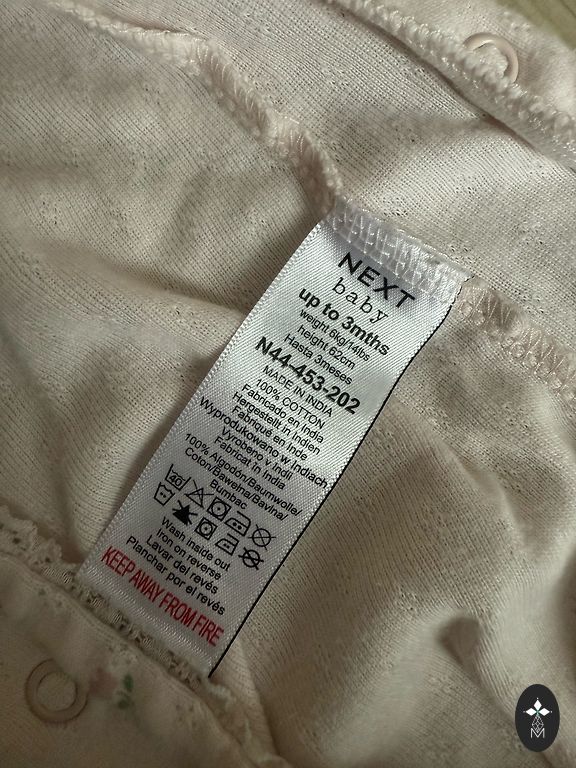 NEXT
baby
up to 3mths
weight 6kg/14lbs
height 62cm
Hasta 3meses
N44-453-202
MADE IN INDIA
100% COTTON
Fabricado en India
Hergestellt in Indien
Fabriqué en Inde
Wyprodukowano w Indiach
Vyrobeno v Indii
Fabricat în India
100% Algodón/Baumwolle/
Coton/Bawełna/Bavlna/
Bumbac
40
Wash inside out
Iron on reverse
Lavar del revés
Planchar por el revés
KEEP AWAY FROM FIRE
M